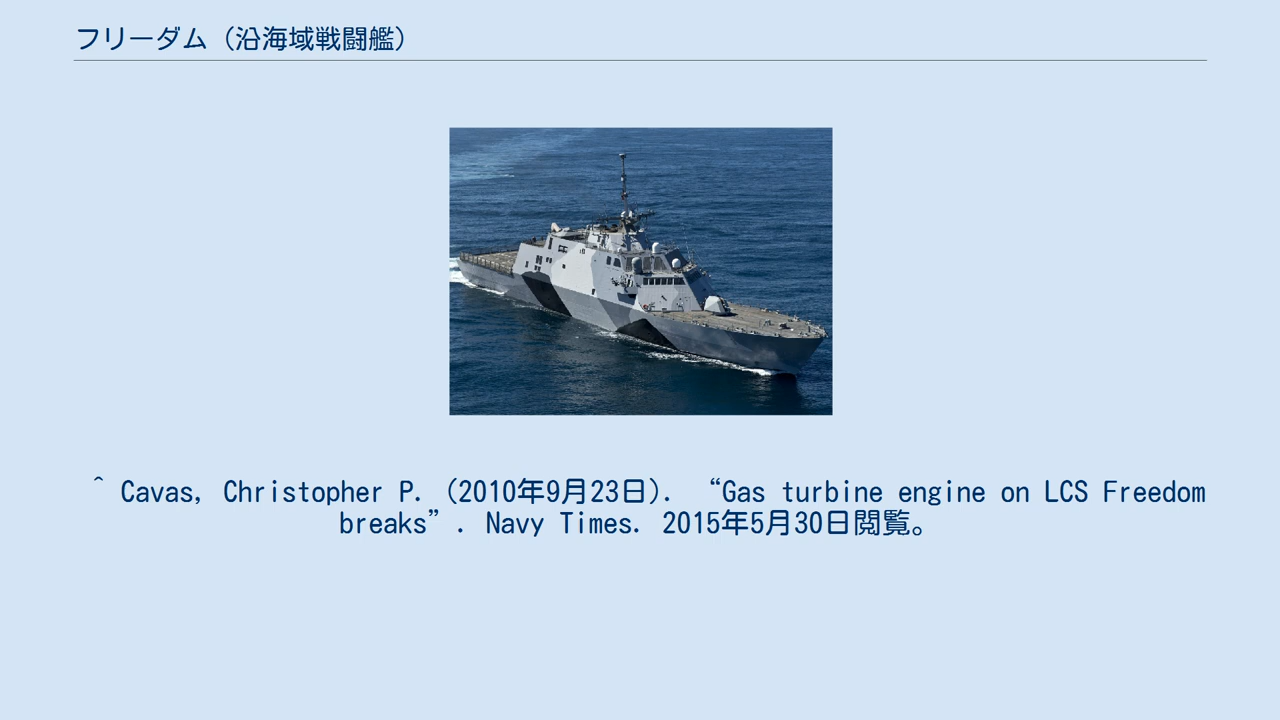 フリーダム（沿海域戦闘艦）
^ Cavas, Christopher P. (2010年9月23日). “Gas turbine engine on LCS Freedom
breaks”. Navy Times. 2015年5月30日閲覧。